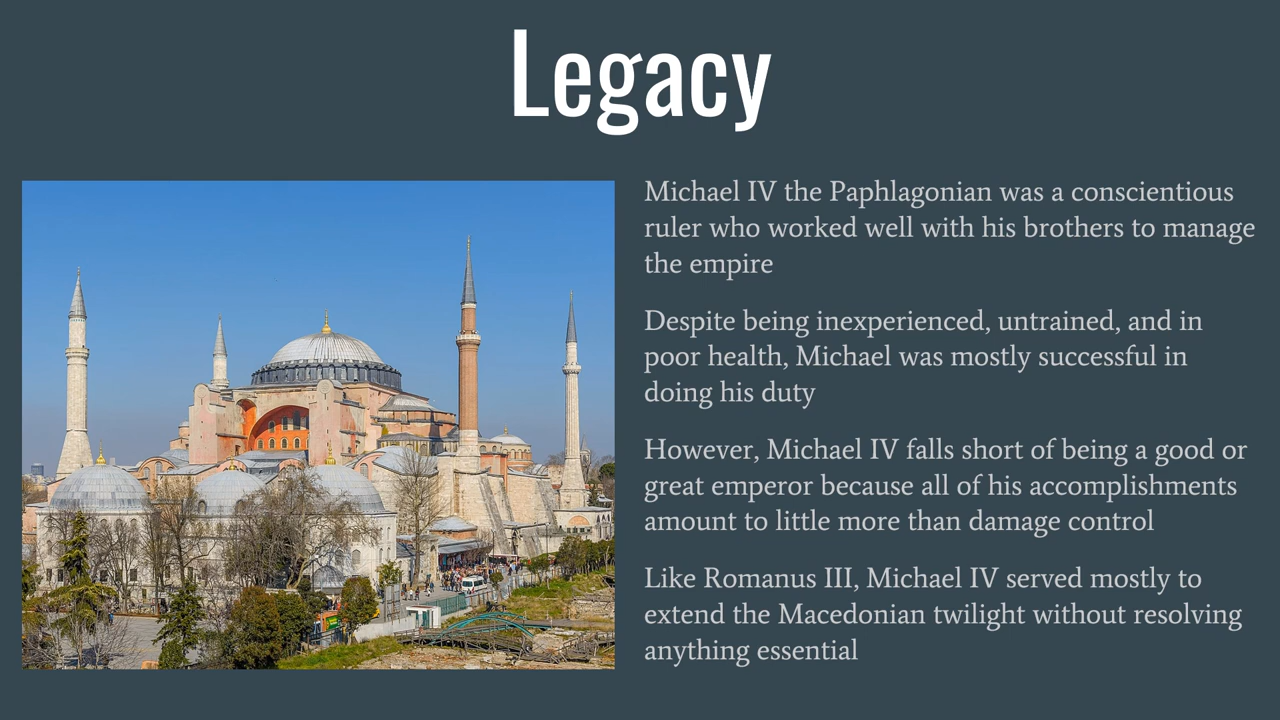 Legacy
Michael IV the Paphlagonian was a conscientious
ruler who worked well with his brothers to manage
the empire
Despite being inexperienced, untrained, and in
poor health, Michael was mostly successful in
doing his duty
However, Michael IV falls short of being a good or
great emperor because all of his accomplishments
amount to little more than damage control
Like Romanus III, Michael IV served mostly to
extend the Macedonian twilight without resolving
anything essential